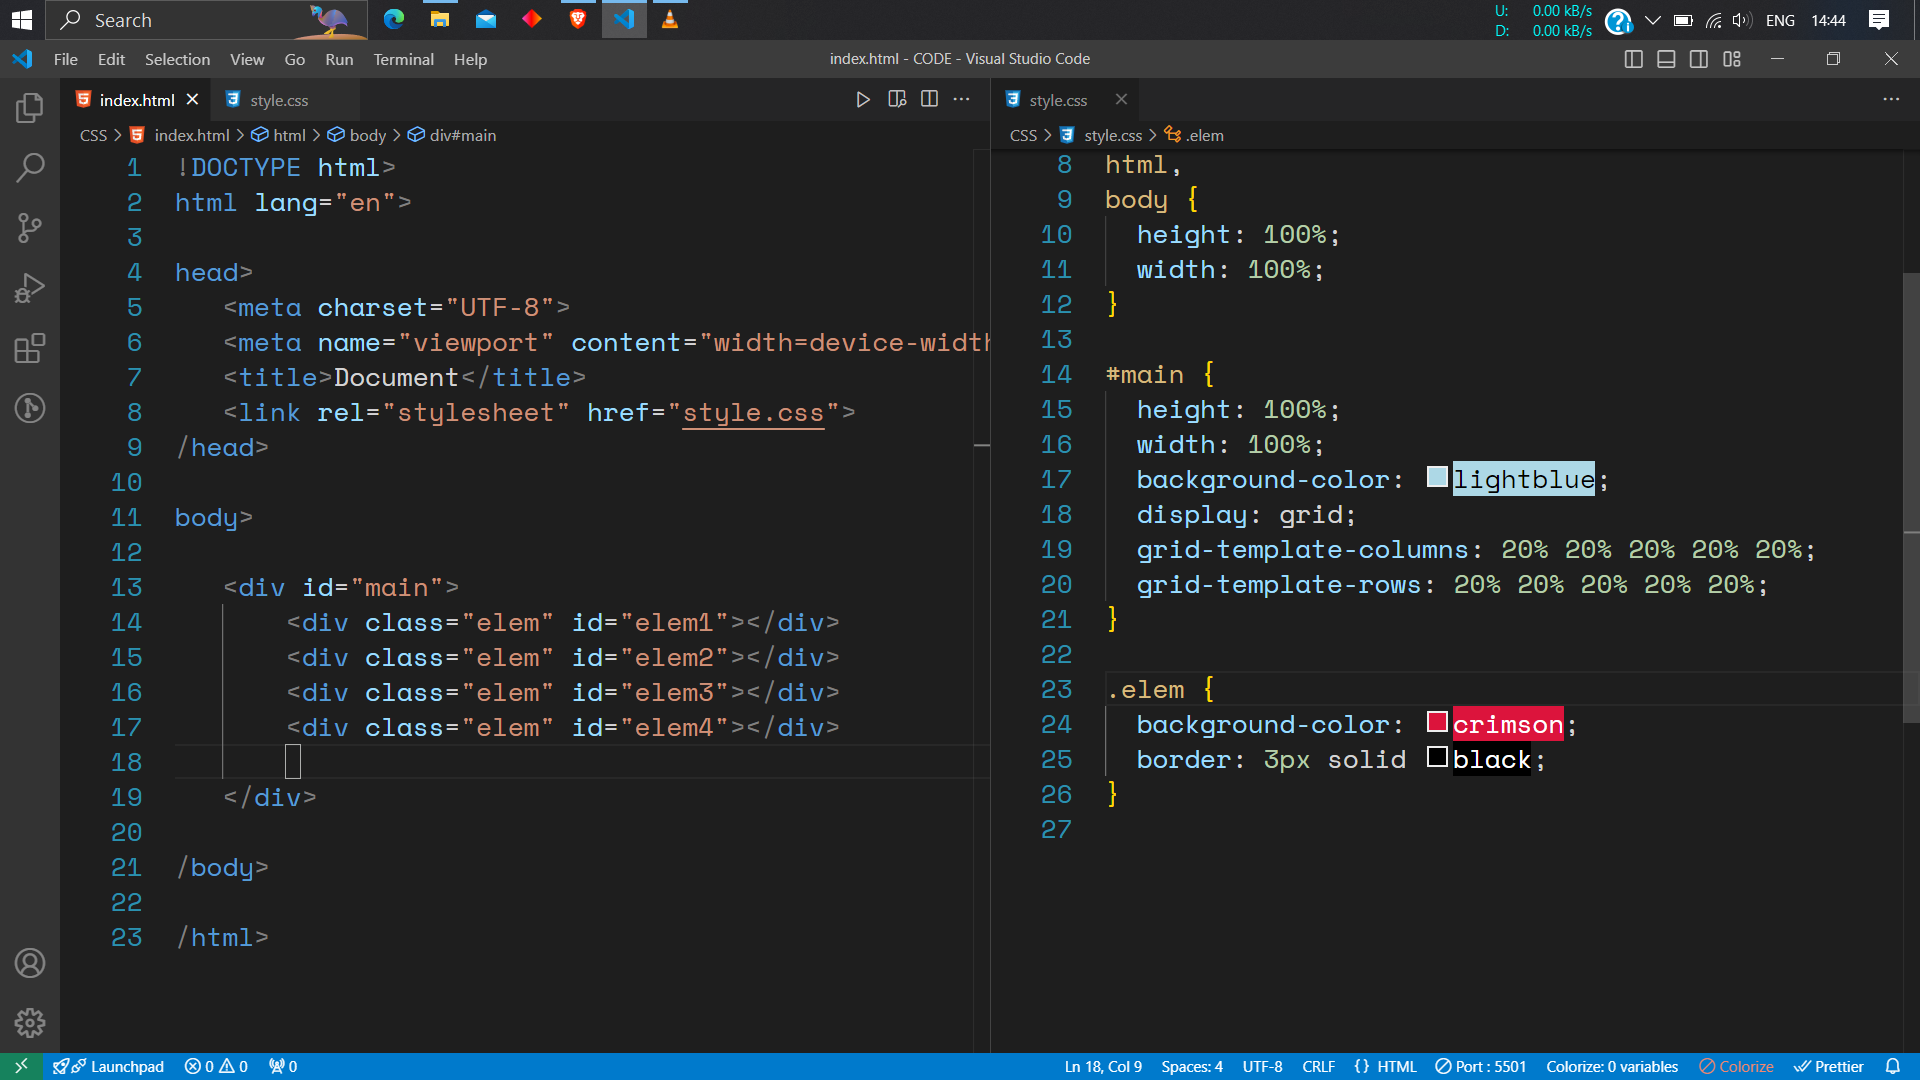 Search
U: 0.00 kB/s
D: 0.00 kB/s
ENG
14:44
File Edit Selection View Go Run Terminal Help
index.html - CODE - Visual Studio Code
index.html
style.css
CSS > index.html > html > body > div#main
1 !DOCTYPE html>
2 html lang="en">
3
4 head>
5 <meta charset="UTF-8">
6 <meta name="viewport" content="width=device-width
7 <title>Document</title>
8 <link rel="stylesheet" href="style.css">
9 /head>
10
11 body>
12
13 <div id="main">
14 <div class="elem" id="elem1"></div>
15 <div class="elem" id="elem2"></div>
16 <div class="elem" id="elem3"></div>
17 <div class="elem" id="elem4"></div>
18
19 </div>
20
21 /body>
22
23 /html>
style.css
CSS > style.css > .elem
8 html,
9 body {
10 height: 100%;
11 width: 100%;
12 }
13
14 #main {
15 height: 100%;
16 width: 100%;
17 background-color: lightblue;
18 display: grid;
19 grid-template-columns: 20% 20% 20% 20% 20%;
20 grid-template-rows: 20% 20% 20% 20% 20%;
21 }
22
23 .elem {
24 background-color: crimson;
25 border: 3px solid black;
26 }
27
Launchpad 0 0 0 Ln 18, Col 9 Spaces: 4 UTF-8 CRLF {} HTML Port : 5501 Colorize: 0 variables Colorize Prettier